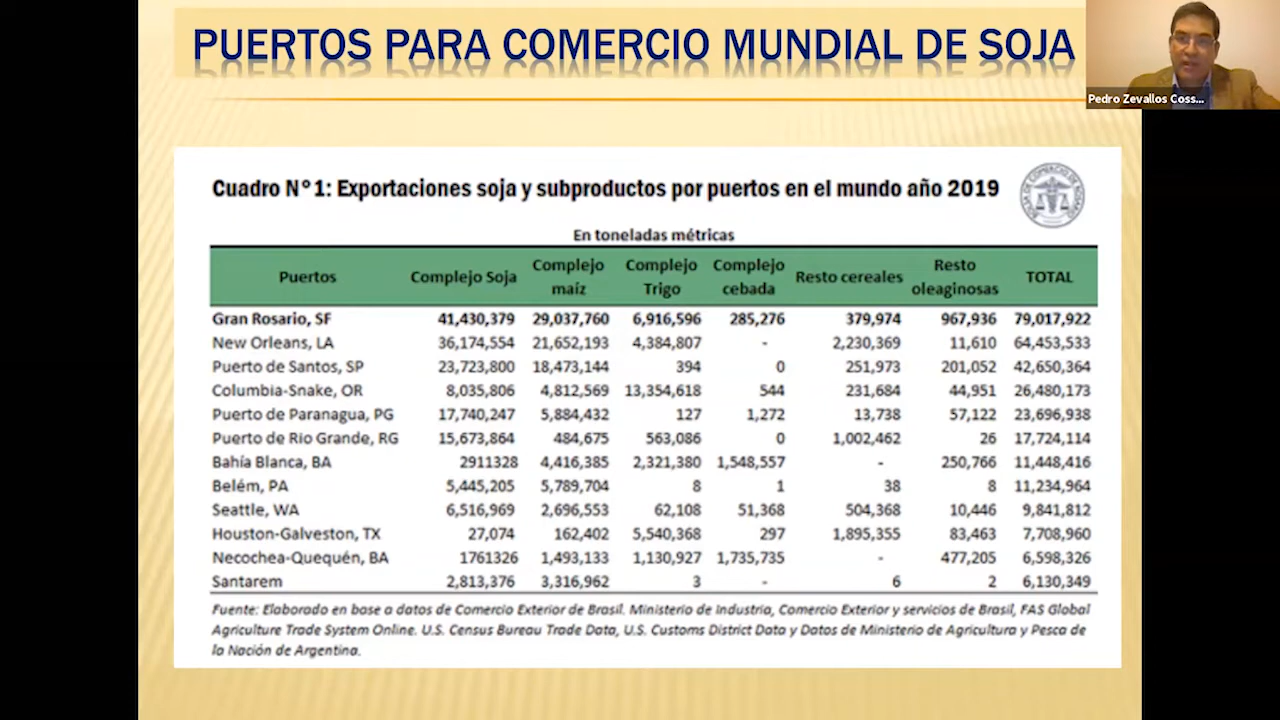 PUERTOS PARA COMERCIO MUNDIAL DE SOJA
Pedro Zevallos Coss...
Cuadro N°1: Exportaciones soja y subproductos por puertos en el mundo año 2019
En toneladas métricas
Puertos Complejo Soja Complejo maíz Complejo Trigo Complejo cebada Resto cereales Resto oleaginosas TOTAL
Gran Rosario, SF 41,430,379 29,037,760 6,916,596 285,276 379,974 967,936 79,017,922
New Orleans, LA 36,174,554 21,652,193 4,384,807 - 2,230,369 11,610 64,453,533
Puerto de Santos, SP 23,723,800 18,473,144 394 0 251,973 201,052 42,650,364
Columbia-Snake, OR 8,035,806 4,812,569 13,354,618 544 231,684 44,951 26,480,173
Puerto de Paranagua, PG 17,740,247 5,884,432 127 1,272 13,738 57,122 23,696,938
Puerto de Rio Grande, RG 15,673,864 484,675 563,086 0 1,002,462 26 17,724,114
Bahía Blanca, BA 2911328 4,416,385 2,321,380 1,548,557 - 250,766 11,448,416
Belém, PA 5,445,205 5,789,704 8 1 38 8 11,234,964
Seattle, WA 6,516,969 2,696,553 62,108 51,368 504,368 10,446 9,841,812
Houston-Galveston, TX 27,074 162,402 5,540,368 297 1,895,355 83,463 7,708,960
Necochea-Quequén, BA 1761326 1,493,133 1,130,927 1,735,735 - 477,205 6,598,326
Santarem 2,813,376 3,316,962 3 - 6 2 6,130,349
Fuente: Elaborado en base a datos de Comercio Exterior de Brasil. Ministerio de Industria, Comercio Exterior y servicios de Brasil, FAS Global
Agriculture Trade System Online. U.S. Census Bureau Trade Data, U.S. Customs District Data y Datos de Ministerio de Agricultura y Pesca de
la Nación de Argentina.